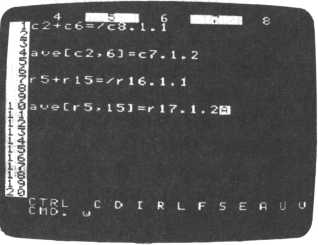 4 5 6 7 8
c2+c6=/c8.1.1
ave[c2,6]=c7.1.2
r5+r15=/r16.1.1
ave[r5,15]=r17.1.2
CTRL C D I R L F S E A U
CMD.